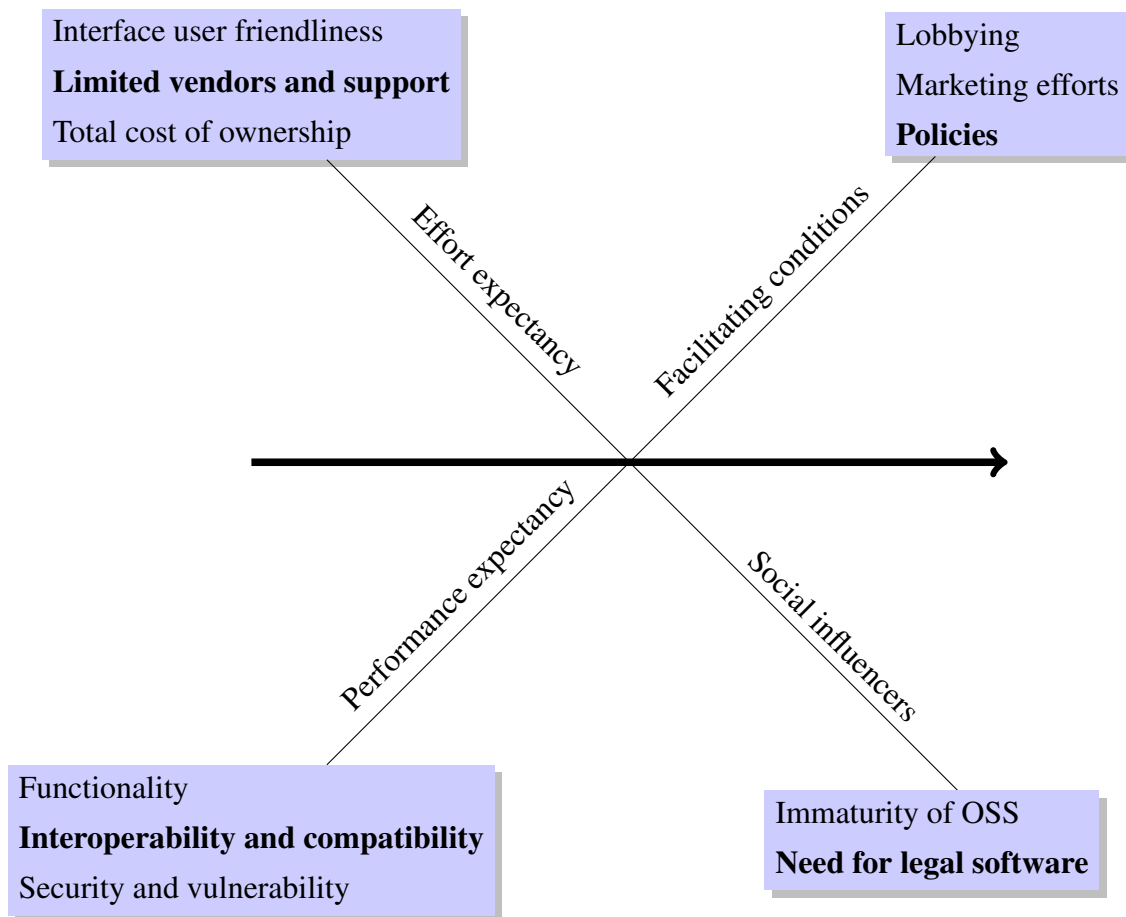 Interface user friendliness
Limited vendors and support
Total cost of ownership
Lobbying
Marketing efforts
Policies
Effort expectancy
Facilitating conditions
Performance expectancy
Social influencers
Functionality
Interoperability and compatibility
Security and vulnerability
Immaturity of OSS
Need for legal software